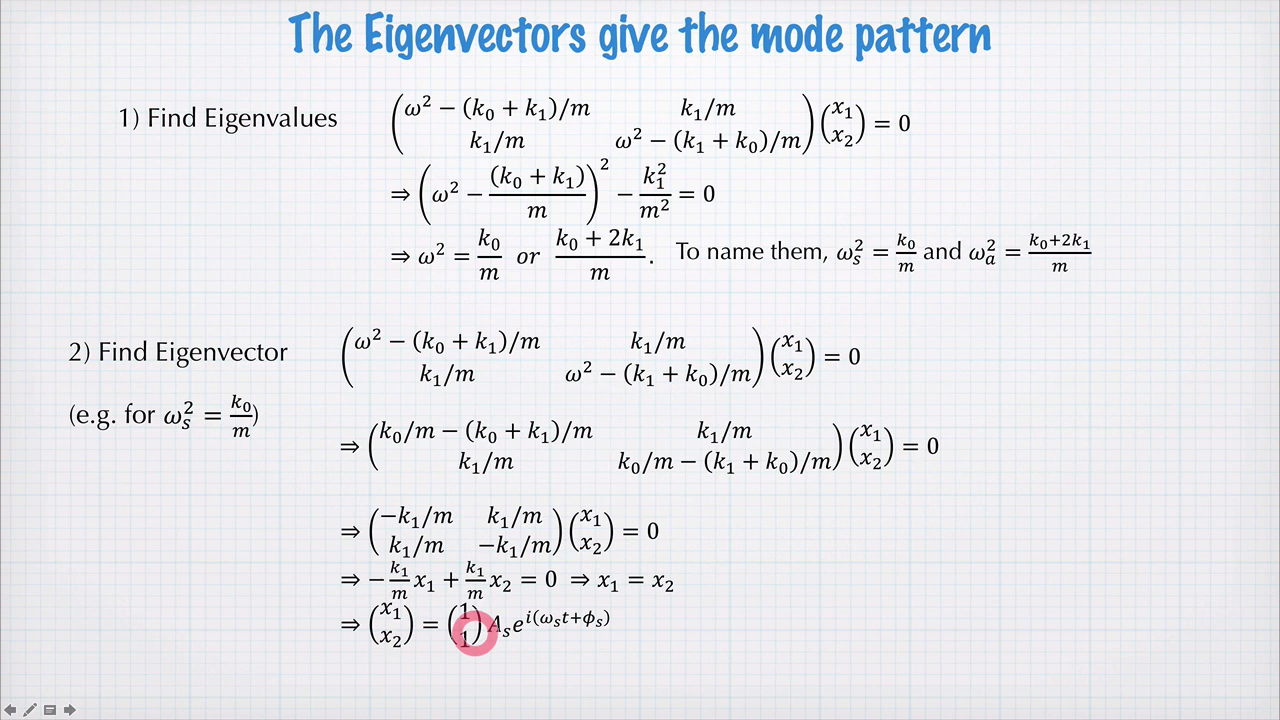 The Eigenvectors give the mode pattern
1) Find Eigenvalues
(ω² − (k₀ + k₁)/m   k₁/m
k₁/m   ω² − (k₁ + k₀)/m) (x₁ x₂) = 0
⇒ (ω² − (k₀ + k₁)/m)² − k₁²/m² = 0
⇒ ω² = k₀/m or (k₀ + 2k₁)/m. To name them, ωₛ² = k₀/m and ωₐ² = (k₀+2k₁)/m
2) Find Eigenvector
(e.g. for ωₛ² = k₀/m)
(ω² − (k₀ + k₁)/m   k₁/m
k₁/m   ω² − (k₁ + k₀)/m) (x₁ x₂) = 0
⇒ (k₀/m − (k₀ + k₁)/m   k₁/m
k₁/m   k₀/m − (k₁ + k₀)/m) (x₁ x₂) = 0
⇒ (−k₁/m   k₁/m
k₁/m   −k₁/m) (x₁ x₂) = 0
⇒ − k₁/m x₁ + k₁/m x₂ = 0 ⇒ x₁ = x₂
⇒ (x₁ x₂) = (1 1) Aₛe^{i(ωₛt+ϕₛ)}